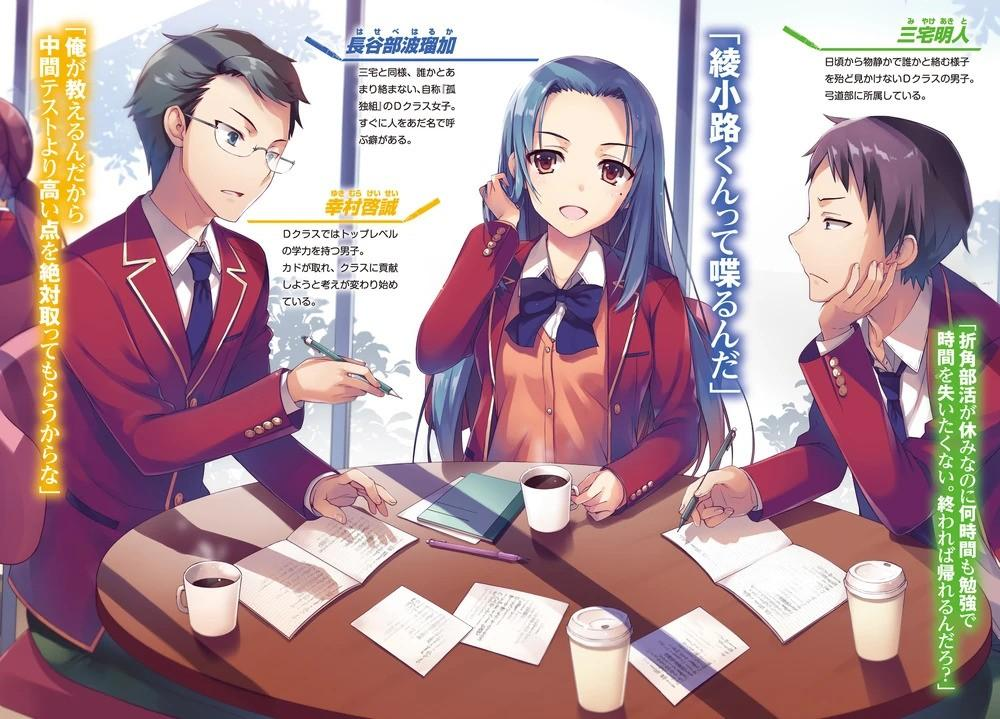 みやけあきと
三宅明人
日頃から物静かで誰かと絡む様子
を殆ど見かけないDクラスの男子。
弓道部に所属している。
「折角部活が休みなのに何時間も勉強で
時間を失いたくない。終われば帰れるんだろ？」
「綾小路くんって喋るんだ」
はせべはるか
長谷部波瑠加
三宅と同様、誰かとあ
まり絡まない、自称『孤
独組』のDクラス女子。
すぐに人をあだ名で呼
ぶ癖がある。
ゆきむらけいせい
幸村啓誠
Dクラスではトップレベル
の学力を持つ男子。
カドが取れ、クラスに貢献
しようと考えが変わり始め
ている。
「俺が教えるんだから
中間テストより高い点を絶対取ってもらうからな」